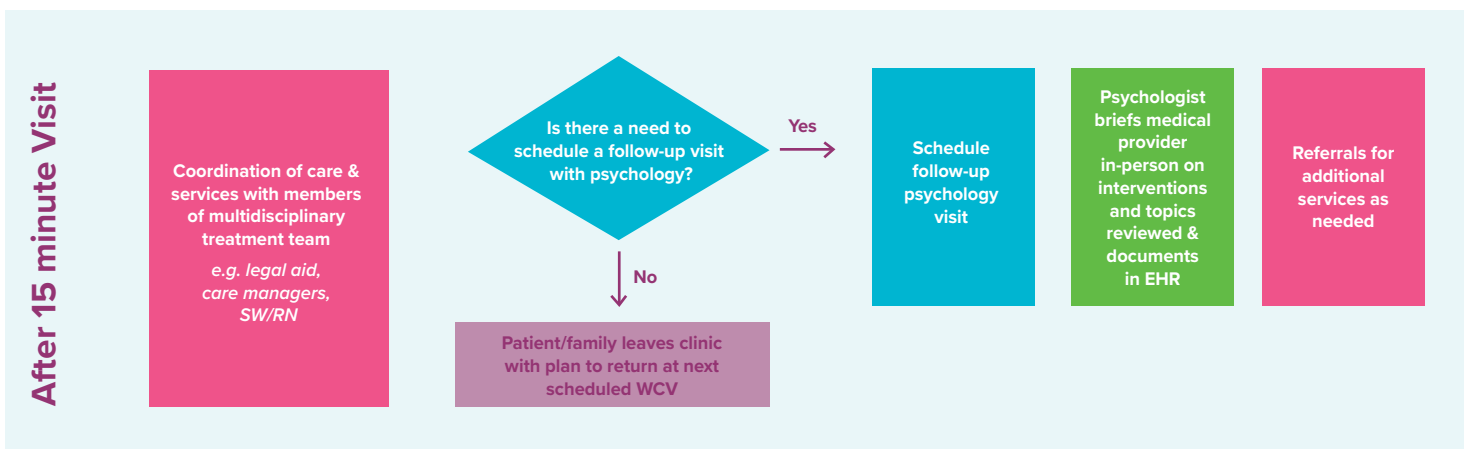 After 15 minute Visit
Coordination of care &
services with members
of multidisciplinary
treatment team
e.g. legal aid,
care managers,
SW/RN
Is there a need to
schedule a follow-up visit
with psychology?
Yes
No
Patient/family leaves clinic
with plan to return at next
scheduled WCV
Schedule
follow-up
psychology
visit
Psychologist
briefs medical
provider
in-person on
interventions
and topics
reviewed &
documents
in EHR
Referrals for
additional
services as
needed